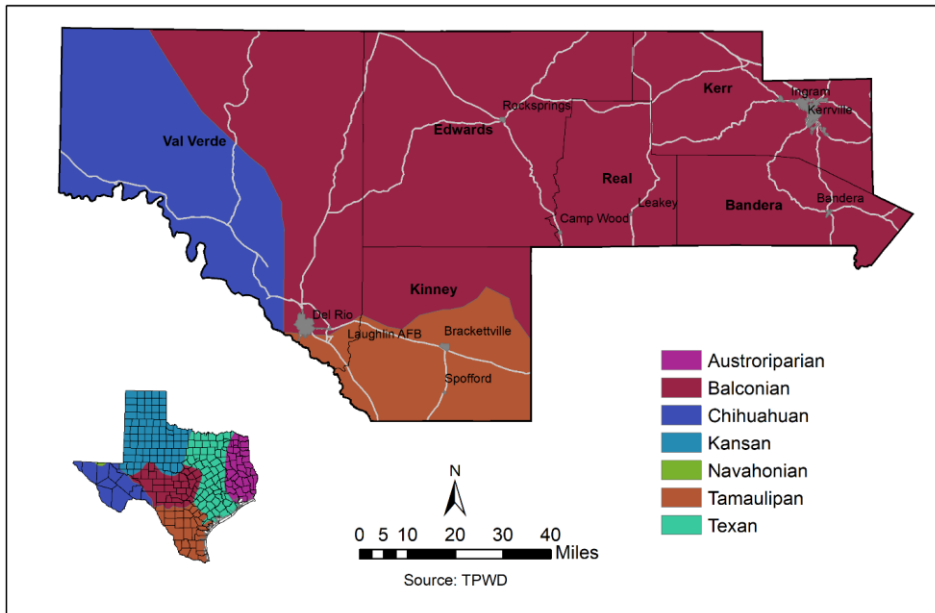 Ingram
Kerr
Kerrville
Rocksprings
Edwards
Val Verde
Real
Leakey
Bandera
Bandera
Camp Wood
Kinney
Del Rio
Laughlin AFB
Brackettville
Spofford
Austroriparian
Balconian
Chihuahuan
Kansan
Navahonian
Tamaulipan
Texan
N
0 5 10 20 30 40
Miles
Source: TPWD